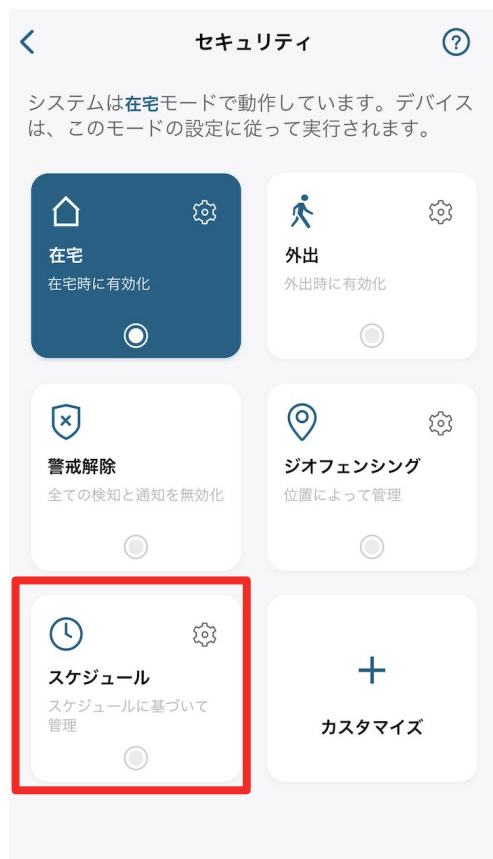 セキュリティ
システムは在宅モードで動作しています。デバイス
は、このモードの設定に従って実行されます。
在宅
在宅時に有効化
外出
外出時に有効化
警戒解除
全ての検知と通知を無効化
ジオフェンシング
位置によって管理
スケジュール
スケジュールに基づいて
管理
カスタマイズ